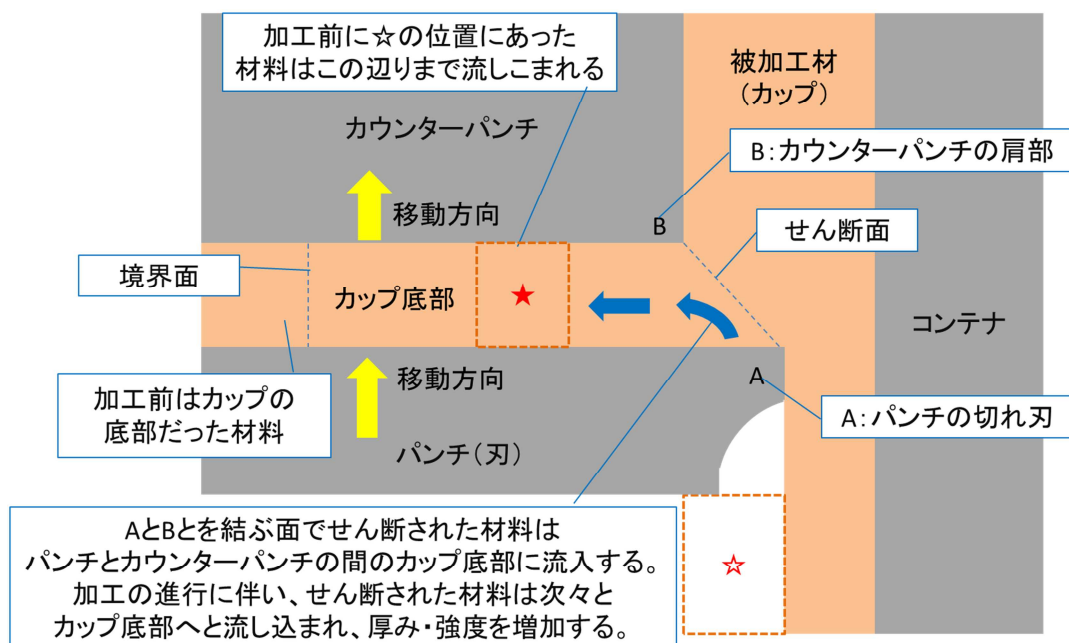 加工前に☆の位置にあった
材料はこの辺りまで流しこまれる
被加工材
(カップ)
カウンターパンチ
B:カウンターパンチの肩部
移動方向
B
せん断面
境界面
カップ底部
★
コンテナ
移動方向
A
加工前はカップの
底部だった材料
A:パンチの切れ刃
パンチ(刃)
AとBとを結ぶ面でせん断された材料は
パンチとカウンターパンチの間のカップ底部に流入する。
加工の進行に伴い、せん断された材料は次々と
カップ底部へと流し込まれ、厚み・強度を増加する。
☆